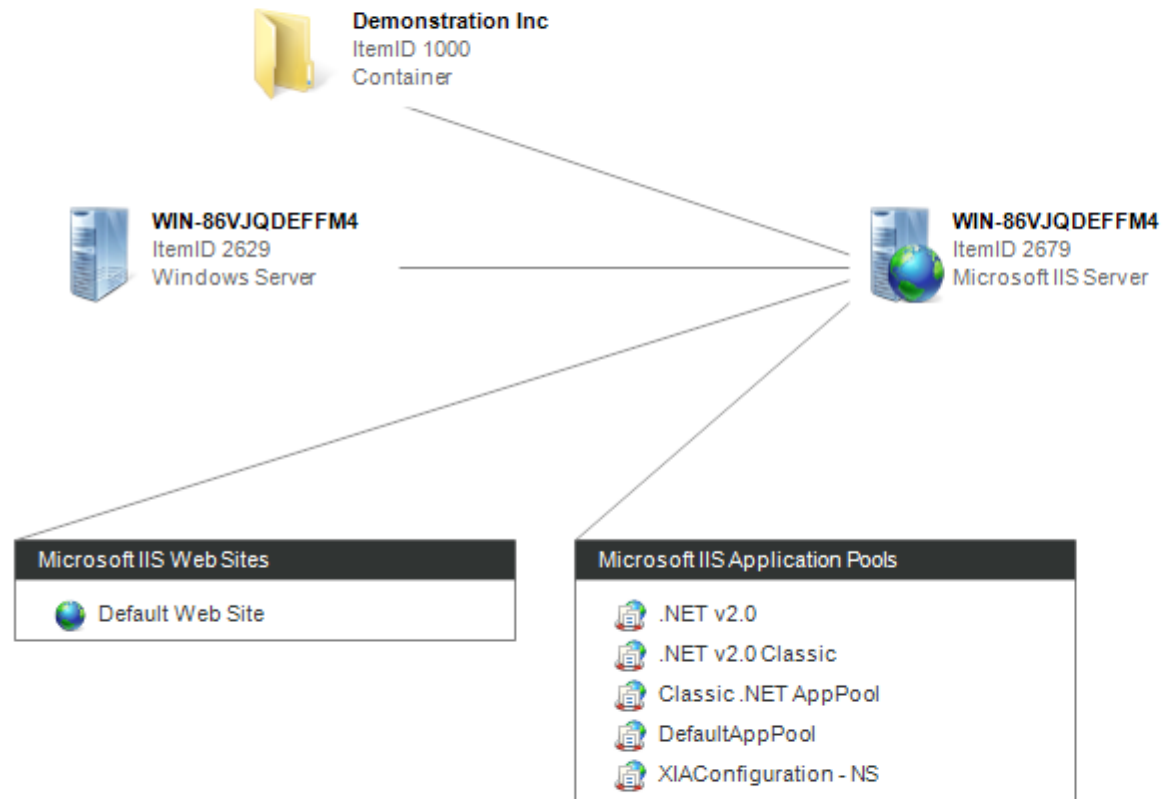 Demonstration Inc
ItemID 1000
Container
WIN-86VJQDEFFM4
ItemID 2629
Windows Server
WIN-86VJQDEFFM4
ItemID 2679
Microsoft IIS Server
Microsoft IIS Web Sites
Default Web Site
Microsoft IIS Application Pools
.NET v2.0
.NET v2.0 Classic
Classic .NET AppPool
DefaultAppPool
XIAConfiguration - NS